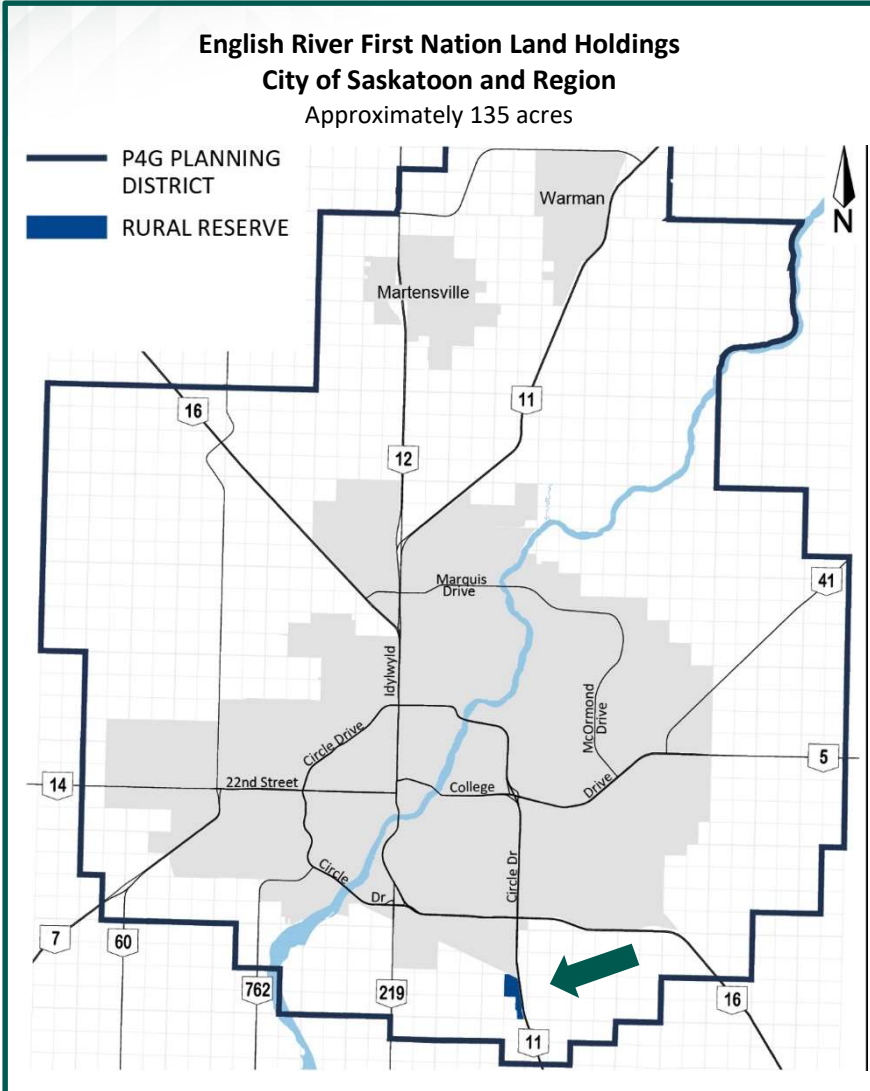 English River First Nation Land Holdings
City of Saskatoon and Region
Approximately 135 acres
P4G PLANNING
DISTRICT
RURAL RESERVE
N
Warman
Martensville
16
11
12
41
Marquis
Drive
Idylwyld
McOrmond
Drive
Circle Drive
5
14
22nd Street
College
Drive
Circle Dr
Circle
Dr
7
60
762
219
16
11